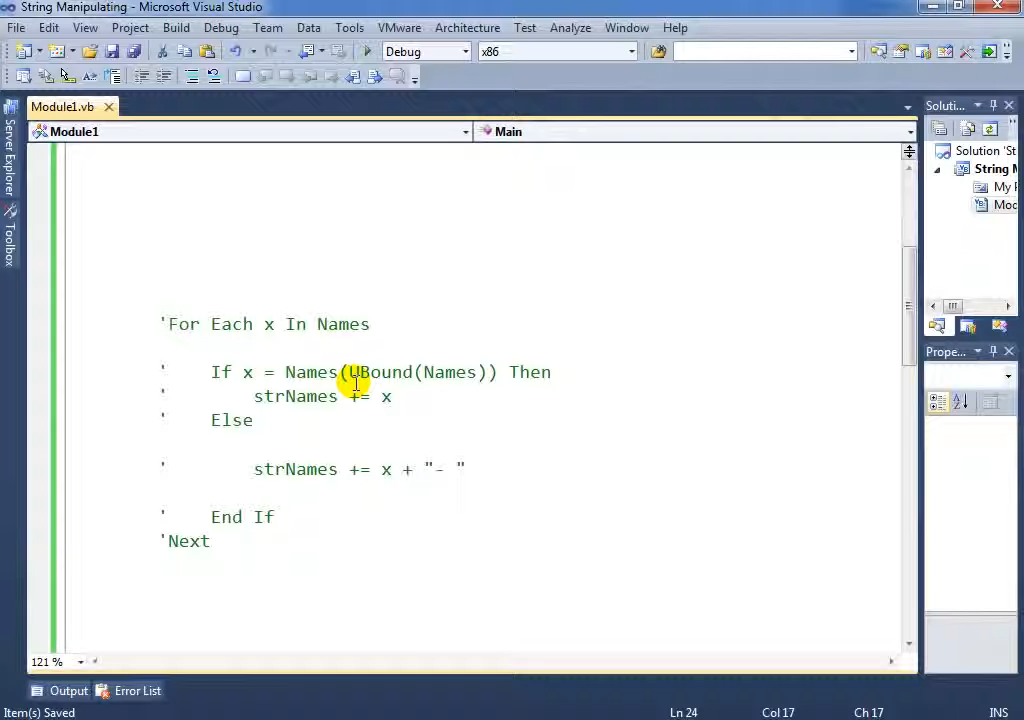 String Manipulating - Microsoft Visual Studio
File Edit View Project Build Debug Team Data Tools VMware Architecture Test Analyze Window Help
Debug x86
Module1.vb
Soluti...
Module1 Main
Server Explorer
Toolbox
Solution 'St
String M
My P
Mod
'For Each x In Names
' If x = Names(UBound(Names)) Then
' strNames += x
' Else
' strNames += x + "- "
' End If
'Next
Prope...
121 %
Output Error List
Item(s) Saved Ln 24 Col 17 Ch 17 INS